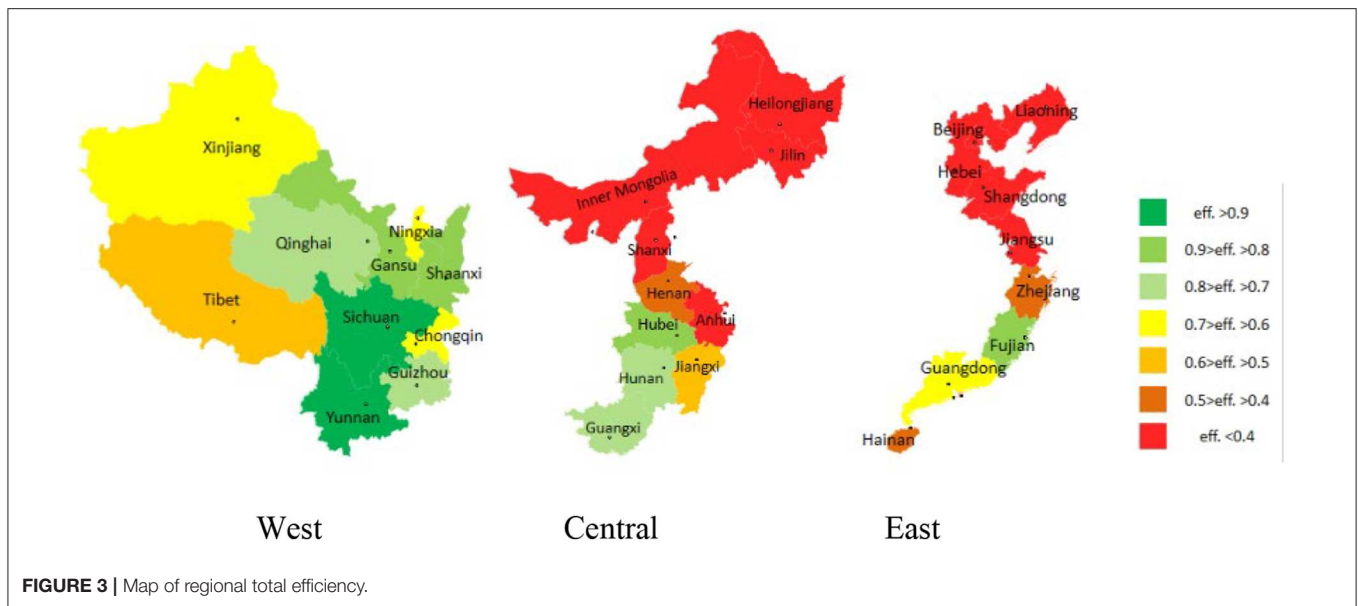 Xinjiang
Tibet
Qinghai
Gansu
Ningxia
Shaanxi
Sichuan
Chongqin
Guizhou
Yunnan
Heilongjiang
Jilin
Inner Mongolia
Shanxi
Henan
Anhui
Hubei
Jiangxi
Hunan
Guangxi
Liaoning
Beijing
Hebei
Shangdong
Jiangsu
Zhejiang
Fujian
Guangdong
Hainan
eff. >0.9
0.9>eff. >0.8
0.8>eff. >0.7
0.7>eff. >0.6
0.6>eff. >0.5
0.5>eff. >0.4
eff. <0.4
West
Central
East
FIGURE 3 | Map of regional total efficiency.